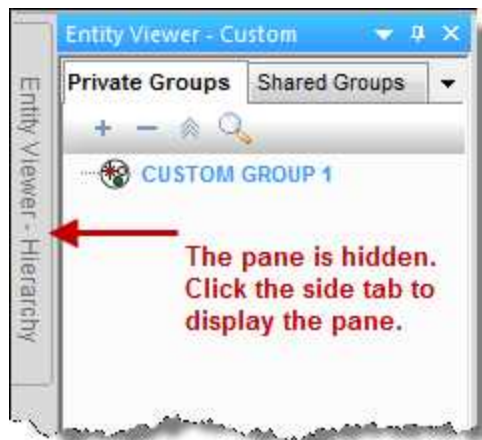 Entity Viewer - Custom
Private Groups Shared Groups
CUSTOM GROUP 1
Entity Viewer - Hierarchy
The pane is hidden.
Click the side tab to
display the pane.